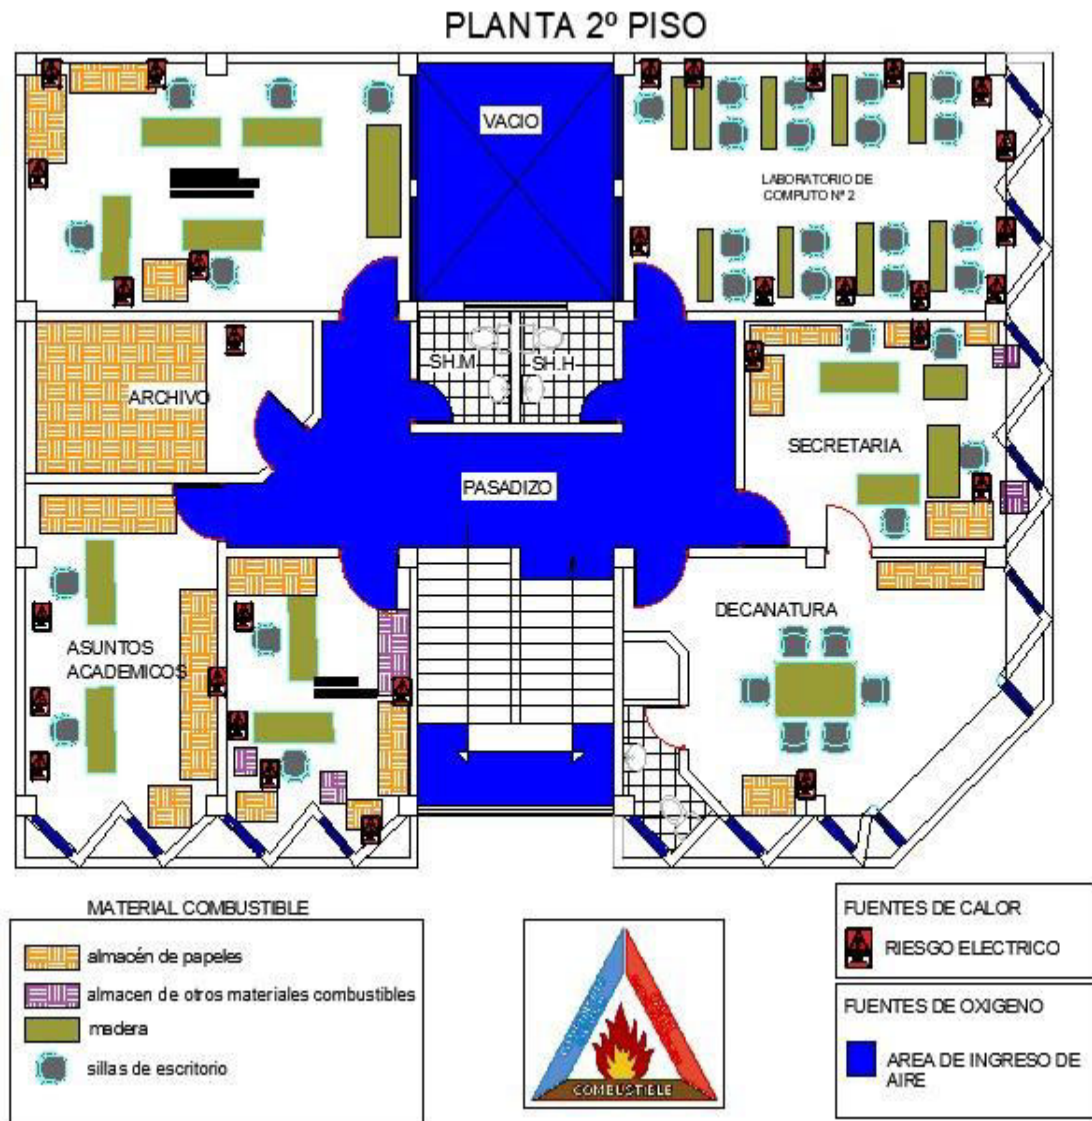 PLANTA 2º PISO
VACIO
LABORATORIO DE
COMPUTO Nº 2
SH.M
SH.H
ARCHIVO
SECRETARIA
PASADIZO
DECANATURA
ASUNTOS
ACADEMICOS
MATERIAL COMBUSTIBLE
almacén de papeles
almacen de otros materiales combustibles
madera
sillas de escritorio
COMBUSTIBLE
FUENTES DE CALOR
RIESGO ELECTRICO
FUENTES DE OXIGENO
AREA DE INGRESO DE
AIRE